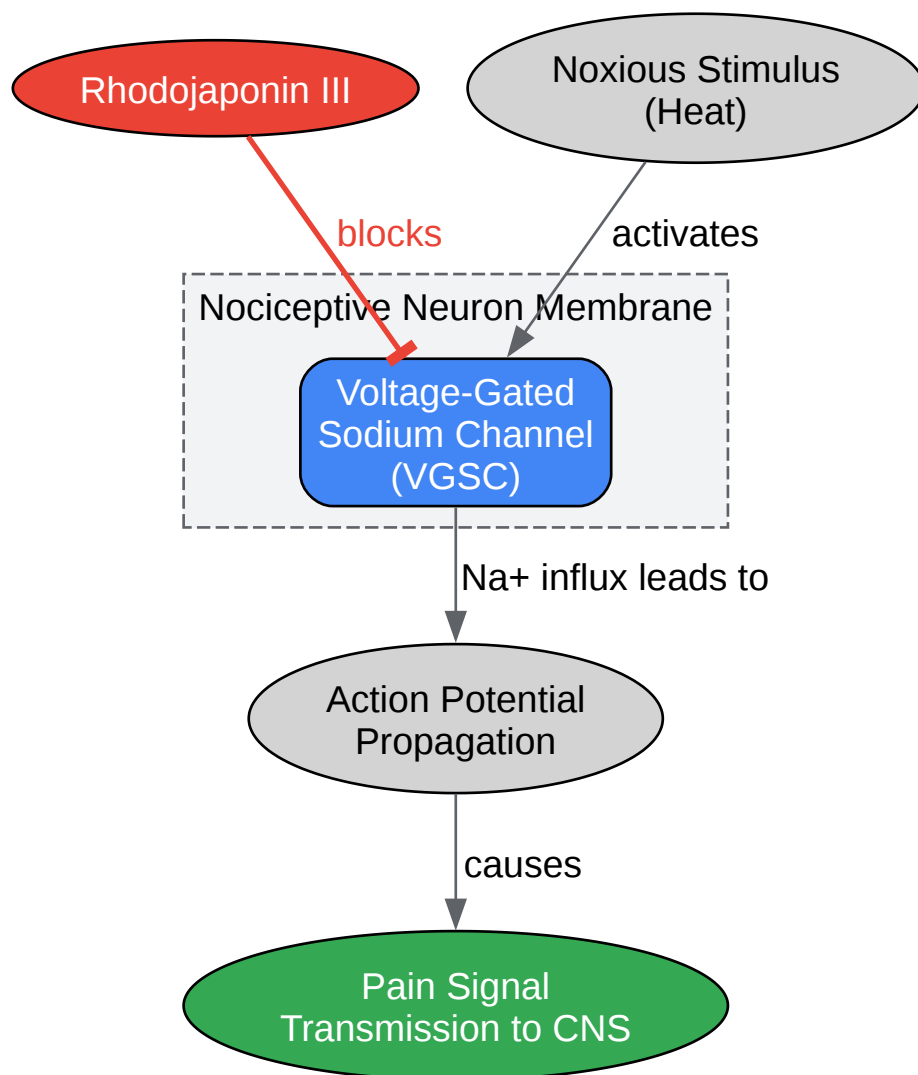 Rhodojaponin III
Noxious Stimulus
(Heat)
blocks
activates
Nociceptive Neuron Membrane
Voltage-Gated
Sodium Channel
(VGSC)
Na+ influx leads to
Action Potential
Propagation
causes
Pain Signal
Transmission to CNS